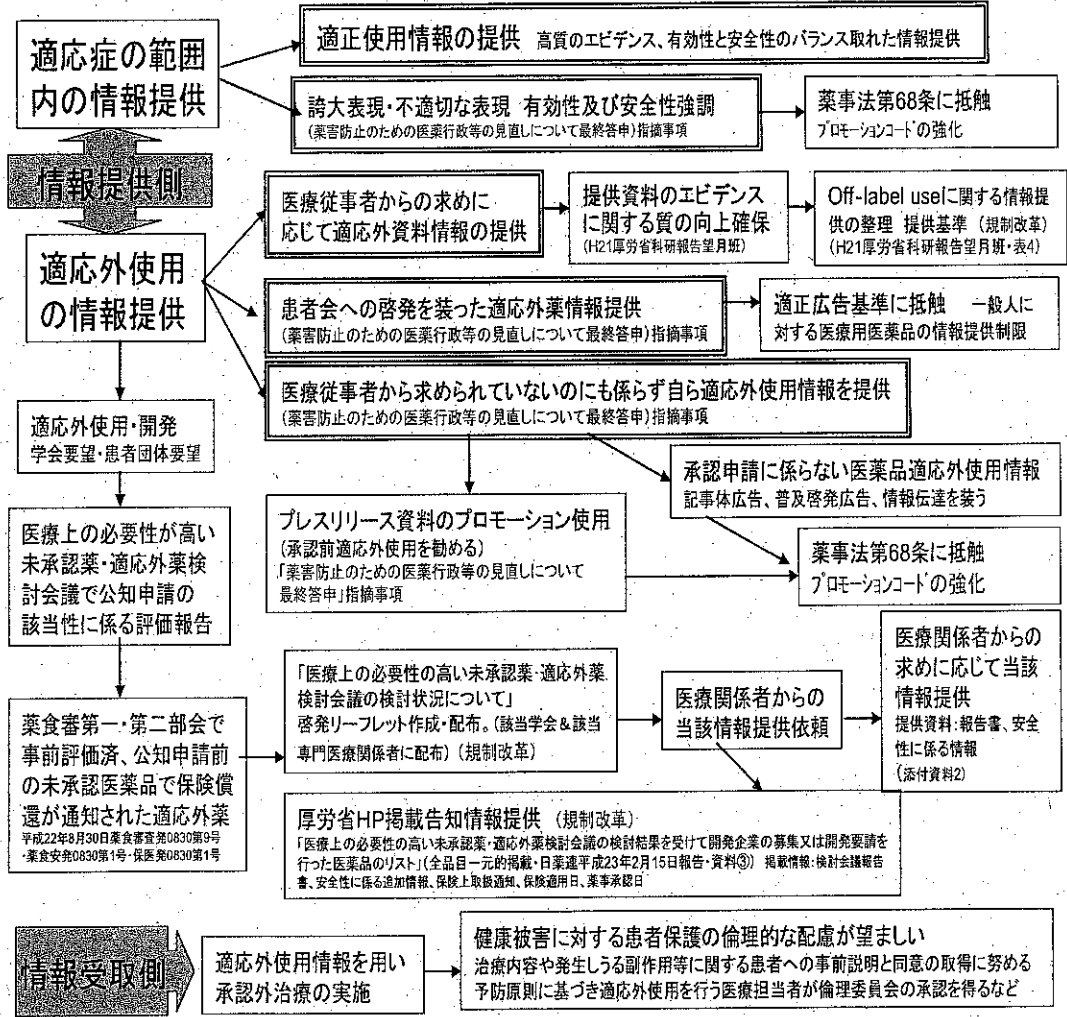 適応症の範囲
内の情報提供
適正使用情報の提供 高質のエビデンス、有効性と安全性のバランス取れた情報提供
誇大表現・不適切な表現 有効性及び安全性強調
(薬害防止のための医薬行政等の見直しについて最終答申)指摘事項
薬事法第68条に抵触
プロモーションコードの強化
情報提供側
適応外使用
の情報提供
医療従事者からの求めに
応じて適応外資料情報の提供
提供資料のエビデンス
に関する質の向上確保
(H21厚労省科研報告望月班)
Off-label useに関する情報提
供の整理 提供基準 (規制改革)
(H21厚労省科研報告望月班・表4)
患者会への啓発を装った適応外薬情報提供
(薬害防止のための医薬行政等の見直しについて最終答申)指摘事項
適正広告基準に抵触 一般人に
対する医療用医薬品の情報提供制限
医療従事者から求められていないのにも係らず自ら適応外使用情報を提供
(薬害防止のための医薬行政等の見直しについて最終答申)指摘事項
適応外使用・開発
学会要望・患者団体要望
承認申請に係らない医薬品適応外使用情報
記事体広告、普及啓発広告、情報伝達を装う
プレスリリース資料のプロモーション使用
(承認前適応外使用を勧める)
「薬害防止のための医薬行政等の見直しについて
最終答申」指摘事項
薬事法第68条に抵触
プロモーションコードの強化
医療上の必要性が高い
未承認薬・適応外薬検
討会議で公知申請の
該当性に係る評価報告
薬食審第一・第二部会で
事前評価済、公知申請前
の未承認医薬品で保険償
還が通知された適応外薬
平成22年8月30日薬食審査発0830第9号
・薬食安発0830第1号・保医発0830第1号
「医療上の必要性の高い未承認薬・適応外薬
検討会議の検討状況について」
啓発リーフレット作成・配布。(該当学会&該当
専門医療関係者に配布) (規制改革)
医療関係者からの
当該情報提供依頼
医療関係者からの
求めに応じて当該
情報提供
提供資料:報告書、安全
性に係る情報
(添付資料2)
厚労省HP掲載告知情報提供 (規制改革)
「医療上の必要性の高い未承認薬・適応外薬検討会議の検討結果を受けて開発企業の募集又は開発要請を
行った医薬品のリスト」(全品目一元的掲載・日薬連平成23年2月15日報告・資料③) 掲載情報:検討会議報告
書、安全性に係る追加情報、保険上取扱通知、保険適用日、薬事承認日
情報受取側
適応外使用情報を用い
承認外治療の実施
健康被害に対する患者保護の倫理的な配慮が望ましい
治療内容や発生しうる副作用等に関する患者への事前説明と同意の取得に努める
予防原則に基づき適応外使用を行う医療担当者が倫理委員会の承認を得るなど